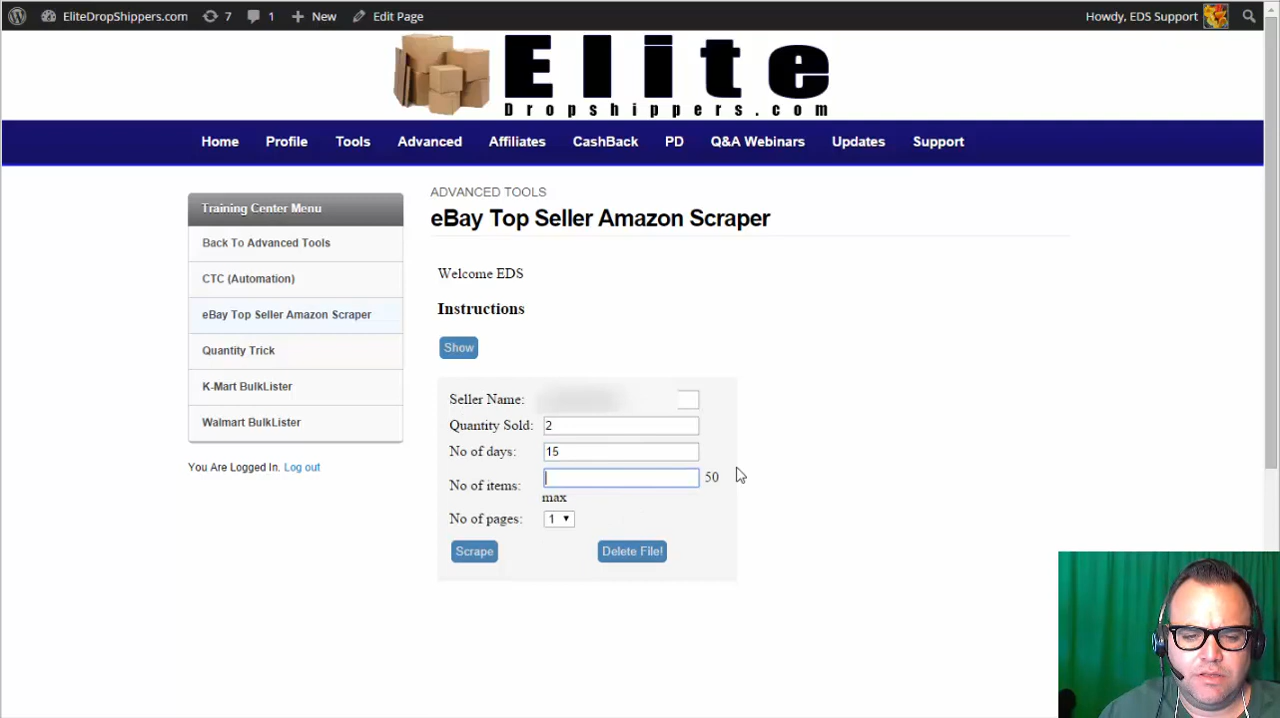 EliteDropShippers.com 7 1 New Edit Page Howdy, EDS Support
Elite
Dropshippers.com
Home Profile Tools Advanced Affiliates CashBack PD Q&A Webinars Updates Support
Training Center Menu
Back To Advanced Tools
CTC (Automation)
eBay Top Seller Amazon Scraper
Quantity Trick
K-Mart BulkLister
Walmart BulkLister
You Are Logged In. Log out
ADVANCED TOOLS
eBay Top Seller Amazon Scraper
Welcome EDS
Instructions
Show
Seller Name:
Quantity Sold: 2
No of days: 15
No of items: 50
max
No of pages: 1
Scrape Delete File!